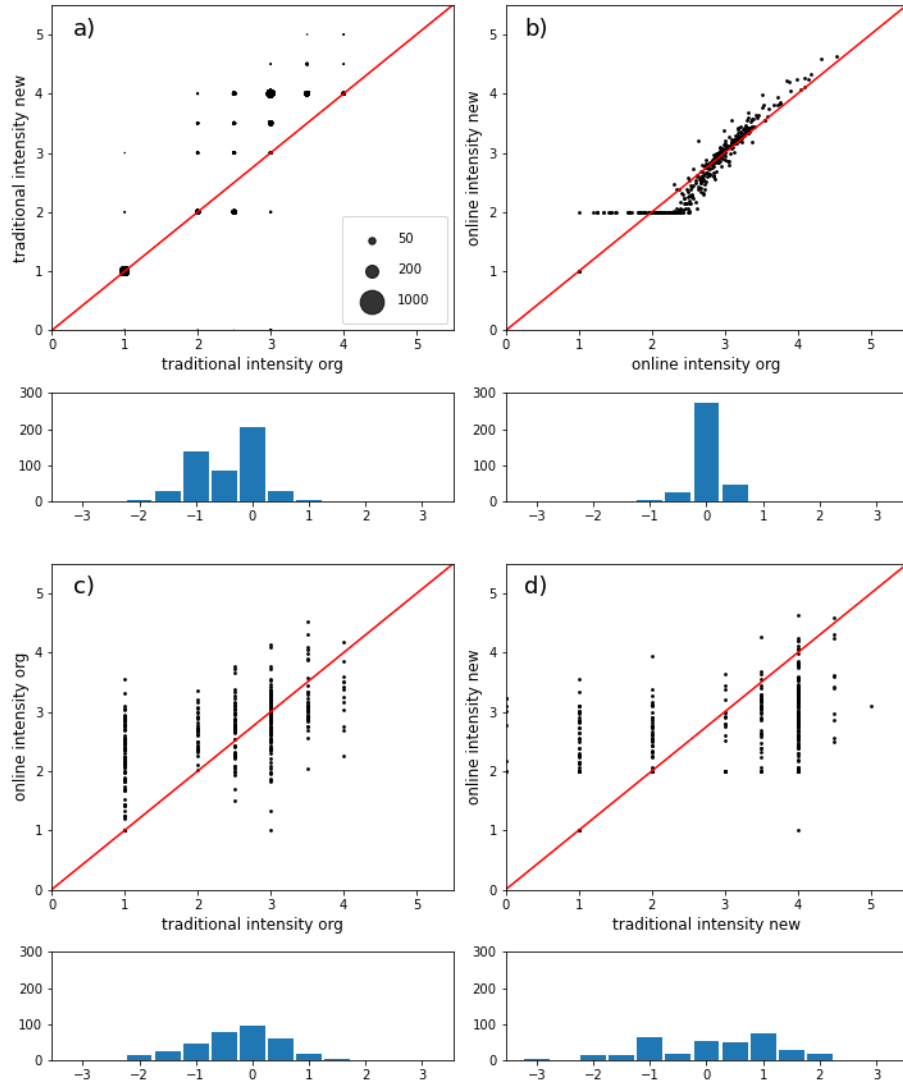 a)
traditional intensity new
5
4
3
2
1
0
50
200
1000
0 1 2 3 4 5
traditional intensity org
b)
online intensity new
5
4
3
2
1
0
0 1 2 3 4 5
online intensity org
300
200
100
0
−3 −2 −1 0 1 2 3
300
200
100
0
−3 −2 −1 0 1 2 3
c)
online intensity org
5
4
3
2
1
0
0 1 2 3 4 5
traditional intensity org
d)
online intensity new
5
4
3
2
1
0
0 1 2 3 4 5
traditional intensity new
300
200
100
0
−3 −2 −1 0 1 2 3
300
200
100
0
−3 −2 −1 0 1 2 3